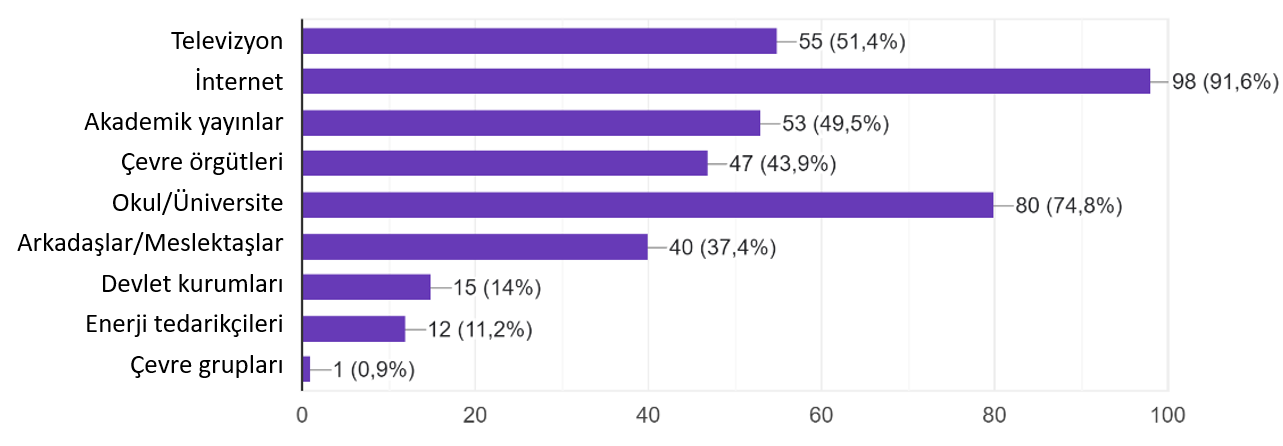 Televizyon 55 (51,4%)
İnternet 98 (91,6%)
Akademik yayınlar 53 (49,5%)
Çevre örgütleri 47 (43,9%)
Okul/Üniversite 80 (74,8%)
Arkadaşlar/Meslektaşlar 40 (37,4%)
Devlet kurumları 15 (14%)
Enerji tedarikçileri 12 (11,2%)
Çevre grupları 1 (0,9%)
0 20 40 60 80 100